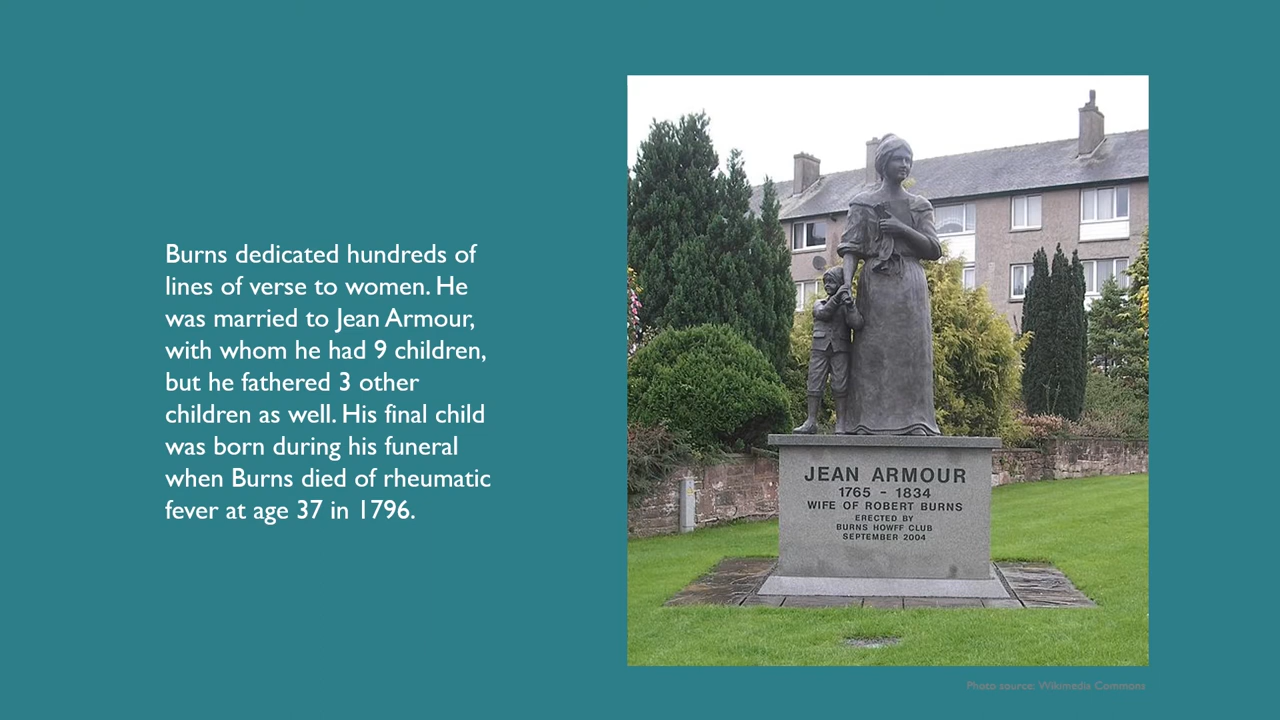 Burns dedicated hundreds of
lines of verse to women. He
was married to Jean Armour,
with whom he had 9 children,
but he fathered 3 other
children as well. His final child
was born during his funeral
when Burns died of rheumatic
fever at age 37 in 1796.
JEAN ARMOUR
1765 - 1834
WIFE OF ROBERT BURNS
ERECTED BY
BURNS HOWFF CLUB
SEPTEMBER 2004
Photo source: Wikimedia Commons